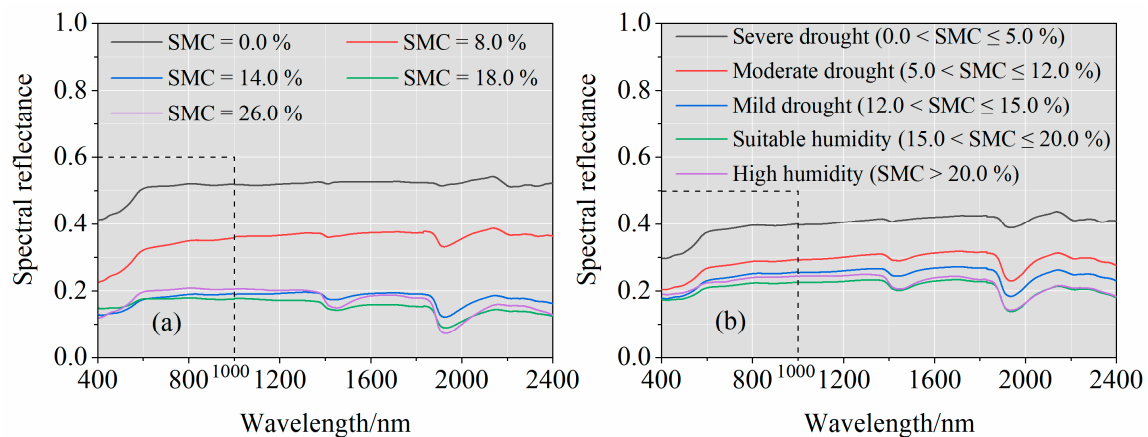 1.0
0.8
0.6
0.4
0.2
0.0
Spectral reflectance
SMC = 0.0 %
SMC = 8.0 %
SMC = 14.0 %
SMC = 18.0 %
SMC = 26.0 %
(a)
400
800
1000
1200
1600
2000
2400
Wavelength/nm
1.0
0.8
0.6
0.4
0.2
0.0
Spectral reflectance
Severe drought (0.0 < SMC ≤ 5.0 %)
Moderate drought (5.0 < SMC ≤ 12.0 %)
Mild drought (12.0 < SMC ≤ 15.0 %)
Suitable humidity (15.0 < SMC ≤ 20.0 %)
High humidity (SMC > 20.0 %)
(b)
400
800
1000
1200
1600
2000
2400
Wavelength/nm